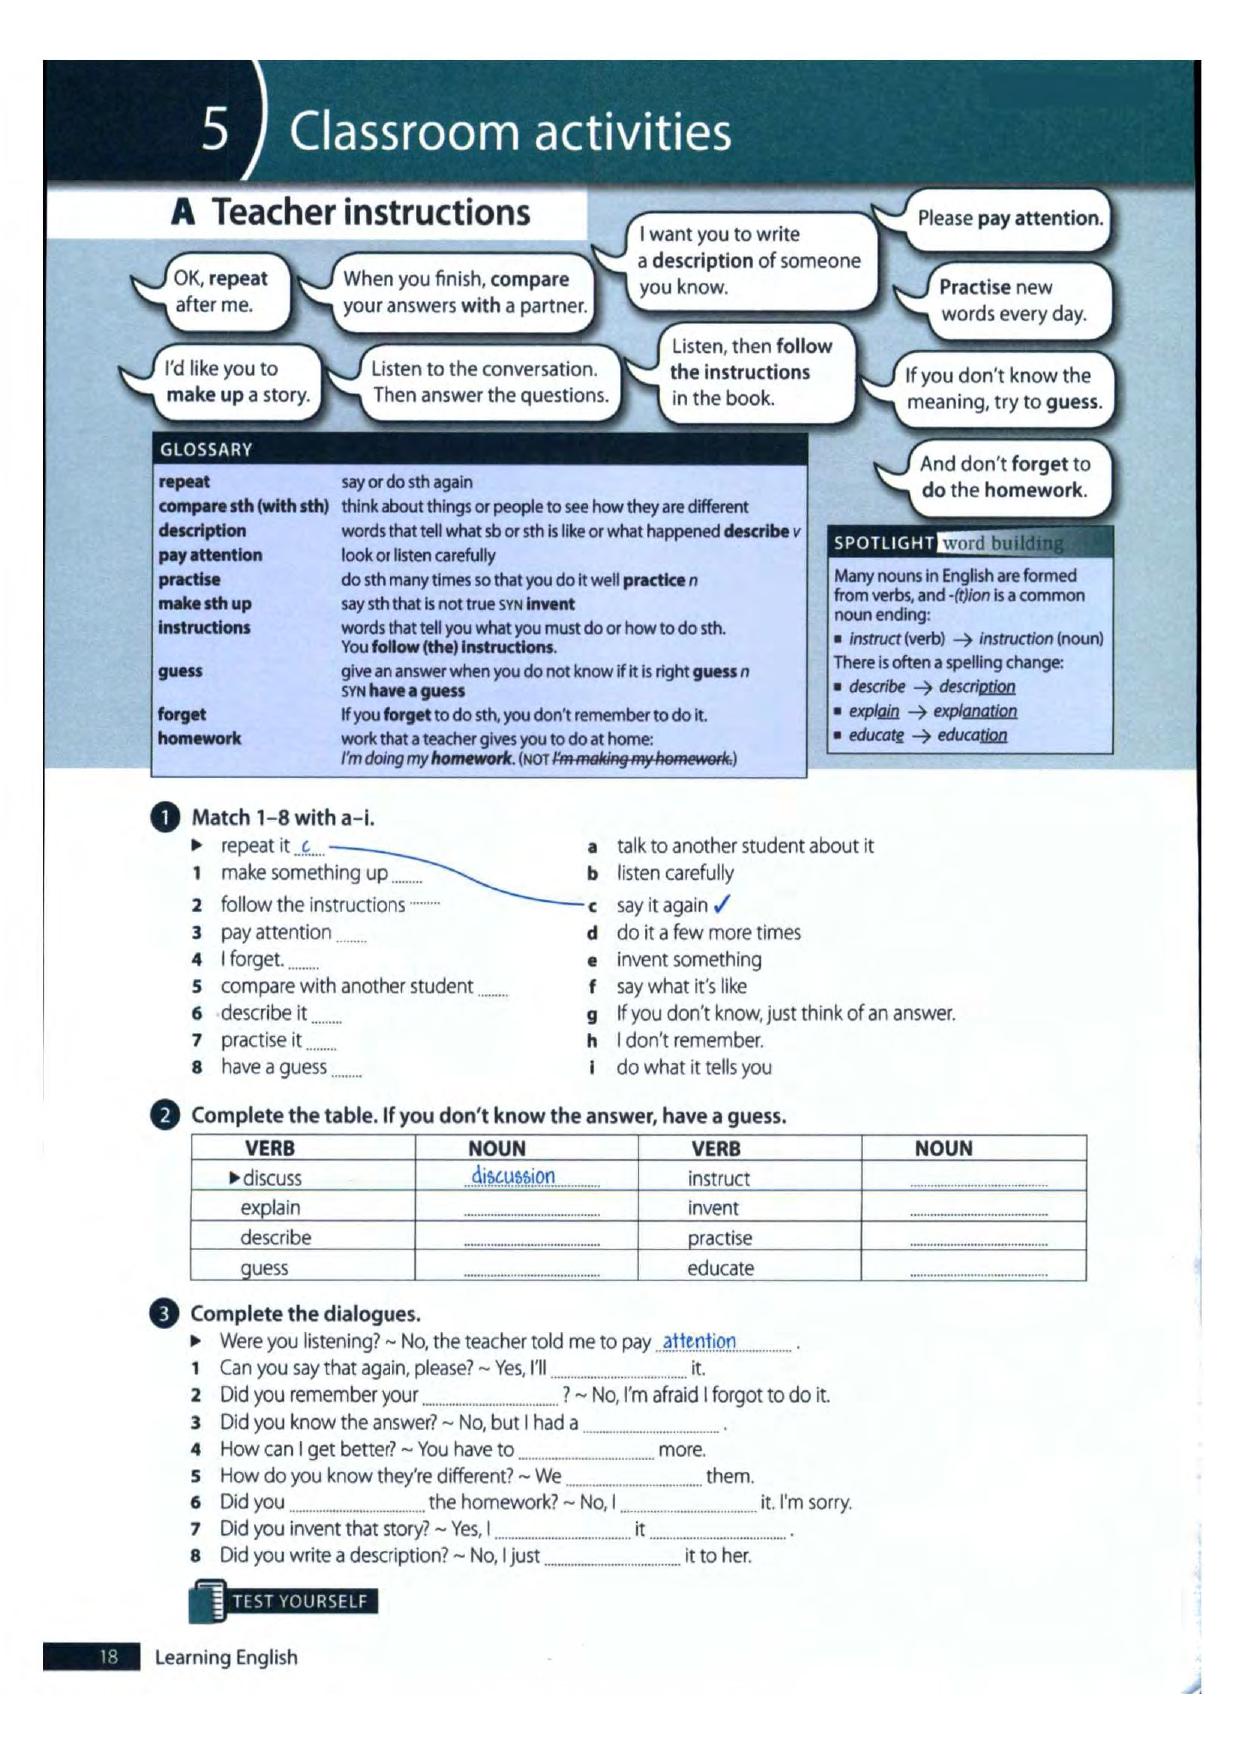 5 Classroom activities
A Teacher instructions
Please pay attention.
I want you to write
a description of someone
you know.
OK, repeat
after me.
When you finish, compare
your answers with a partner.
Practise new
words every day.
I'd like you to
make up a story.
Listen to the conversation.
Then answer the questions.
Listen, then follow
the instructions
in the book.
If you don't know the
meaning, try to guess.
And don't forget to
do the homework.
GLOSSARY
repeat say or do sth again
compare sth (with sth) think about things or people to see how they are different
description words that tell what sb or sth is like or what happened describe v
pay attention look or listen carefully
practise do sth many times so that you do it well practice n
make sth up say sth that is not true SYN invent
instructions words that tell you what you must do or how to do sth.
You follow (the) instructions.
guess give an answer when you do not know if it is right guess n
SYN have a guess
forget If you forget to do sth, you don't remember to do it.
homework work that a teacher gives you to do at home:
I'm doing my homework. (NOT I'm making my homework.)
SPOTLIGHT word building
Many nouns in English are formed
from verbs, and -(t)ion is a common
noun ending:
▪ instruct (verb) → instruction (noun)
There is often a spelling change:
▪ describe → description
▪ explain → explanation
▪ educate → education
1 Match 1–8 with a–i.
▶ repeat it c
1 make something up ........
2 follow the instructions ........
3 pay attention ........
4 I forget. ........
5 compare with another student ........
6 describe it ........
7 practise it ........
8 have a guess ........
a talk to another student about it
b listen carefully
c say it again ✓
d do it a few more times
e invent something
f say what it's like
g If you don't know, just think of an answer.
h I don't remember.
i do what it tells you
2 Complete the table. If you don't know the answer, have a guess.
VERB NOUN VERB NOUN
▶ discuss discussion instruct ........
explain ........ invent ........
describe ........ practise ........
guess ........ educate ........
3 Complete the dialogues.
▶ Were you listening? ~ No, the teacher told me to pay attention .
1 Can you say that again, please? ~ Yes, I'll ........ it.
2 Did you remember your ........ ? ~ No, I'm afraid I forgot to do it.
3 Did you know the answer? ~ No, but I had a ........ .
4 How can I get better? ~ You have to ........ more.
5 How do you know they're different? ~ We ........ them.
6 Did you ........ the homework? ~ No, I ........ it. I'm sorry.
7 Did you invent that story? ~ Yes, I ........ it ........ .
8 Did you write a description? ~ No, I just ........ it to her.
TEST YOURSELF
18 Learning English